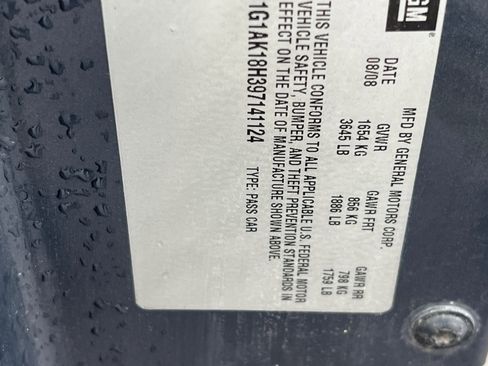 GM
MFD BY GENERAL MOTORS CORP.
DATE GVWR GAWR FRT GAWR RR
08/08 1654 KG 856 KG 798 KG
3645 LB 1886 LB 1759 LB
THIS VEHICLE CONFORMS TO ALL APPLICABLE U.S. FEDERAL MOTOR
VEHICLE SAFETY, BUMPER, AND THEFT PREVENTION STANDARDS IN
EFFECT ON THE DATE OF MANUFACTURE SHOWN ABOVE.
1G1AK18H397141124 TYPE: PASS CAR